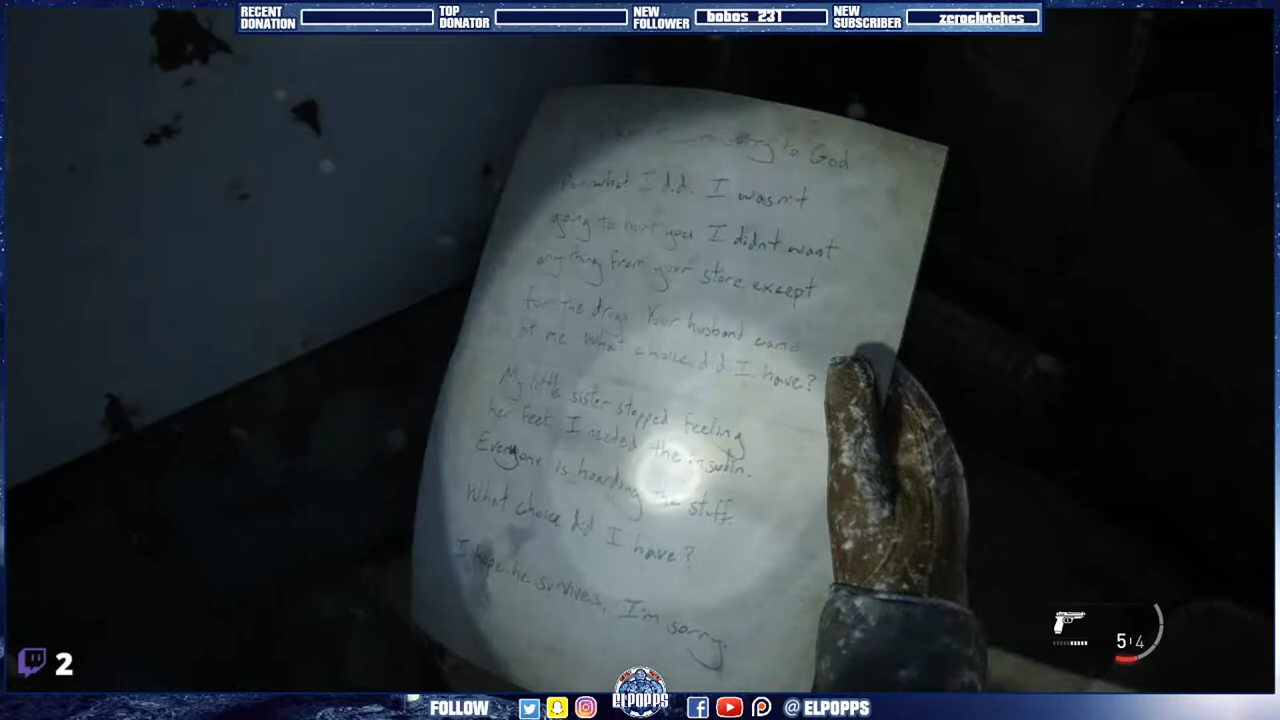 RECENT
DONATION
TOP
DONATOR
NEW
FOLLOWER
bobos_231
NEW
SUBSCRIBER
zeroclutches
sorry to God
for what I did. I wasn't
going to hurt you. I didn't want
anything from your store except
for the drugs. Your husband came
at me. What choice did I have?
My little sister stopped feeling
her feet. I needed the insulin.
Everyone is hoarding the stuff.
What choice did I have?
I hope he survives. I'm sorry.
5 4
2
FOLLOW
ELPOPPS
@ELPOPPS